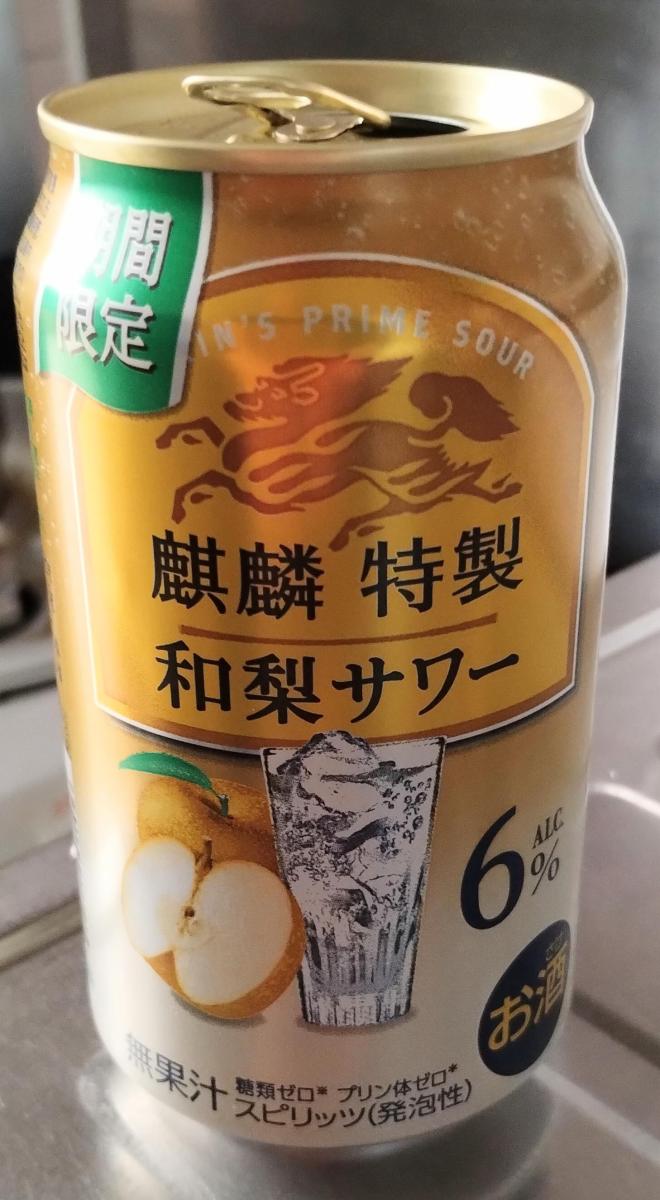 期間
限定
KIRIN'S PRIME SOUR
麒麟 特製
和梨サワー
6
ALC.
%
お酒
無果汁
糖類ゼロ※ プリン体ゼロ※
スピリッツ(発泡性)